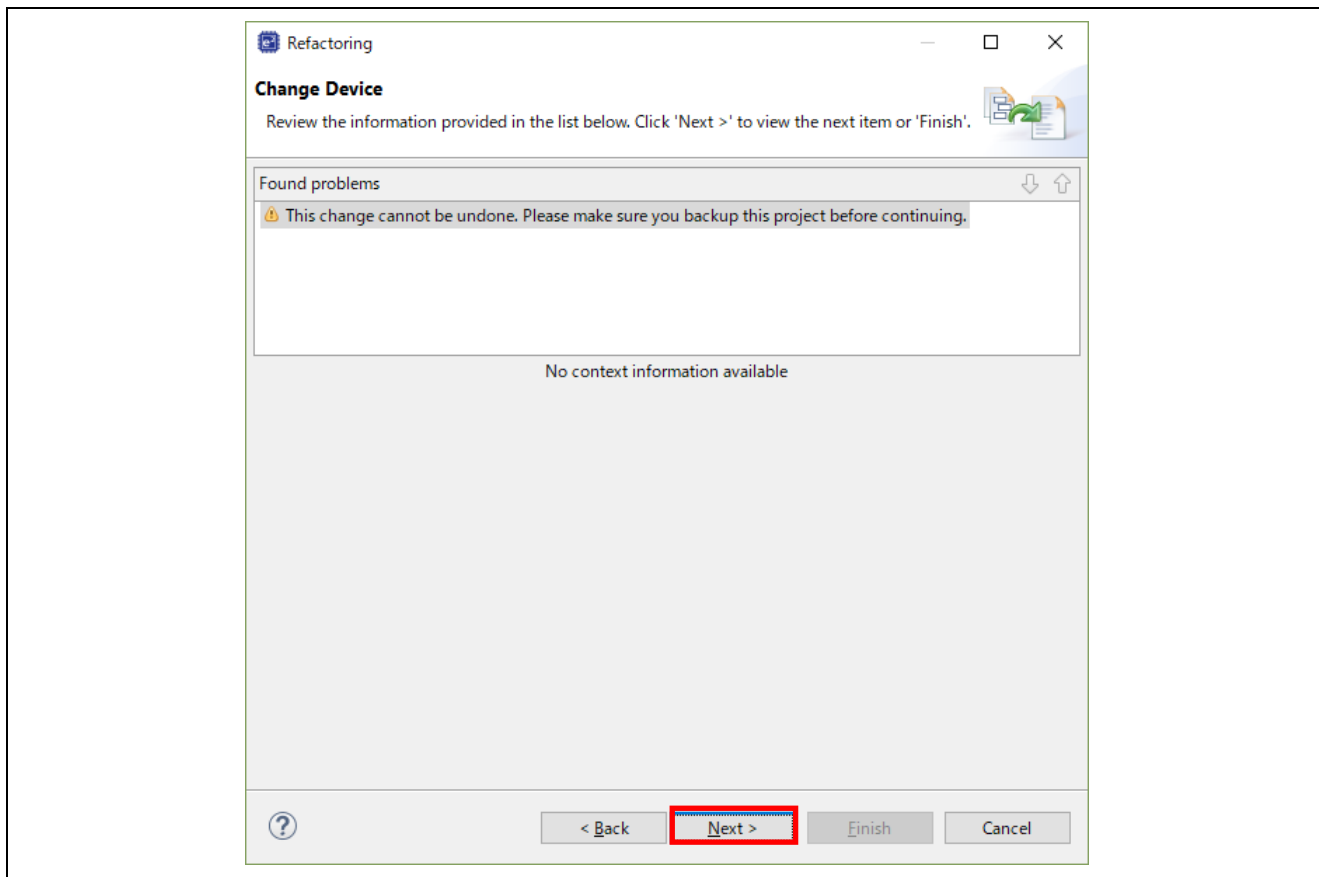 Refactoring
Change Device
Review the information provided in the list below. Click 'Next >' to view the next item or 'Finish'.
Found problems
This change cannot be undone. Please make sure you backup this project before continuing.
No context information available
? < Back Next > Finish Cancel